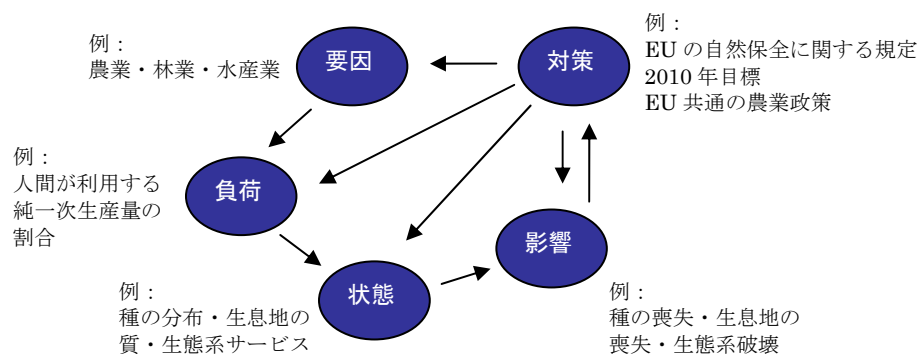 例：
農業・林業・水産業
要因
対策
例：
EU の自然保全に関する規定
2010 年目標
EU 共通の農業政策
例：
人間が利用する
純一次生産量の
割合
負荷
影響
例：
種の分布・生息地の
質・生態系サービス
状態
例：
種の喪失・生息地の
喪失・生態系破壊